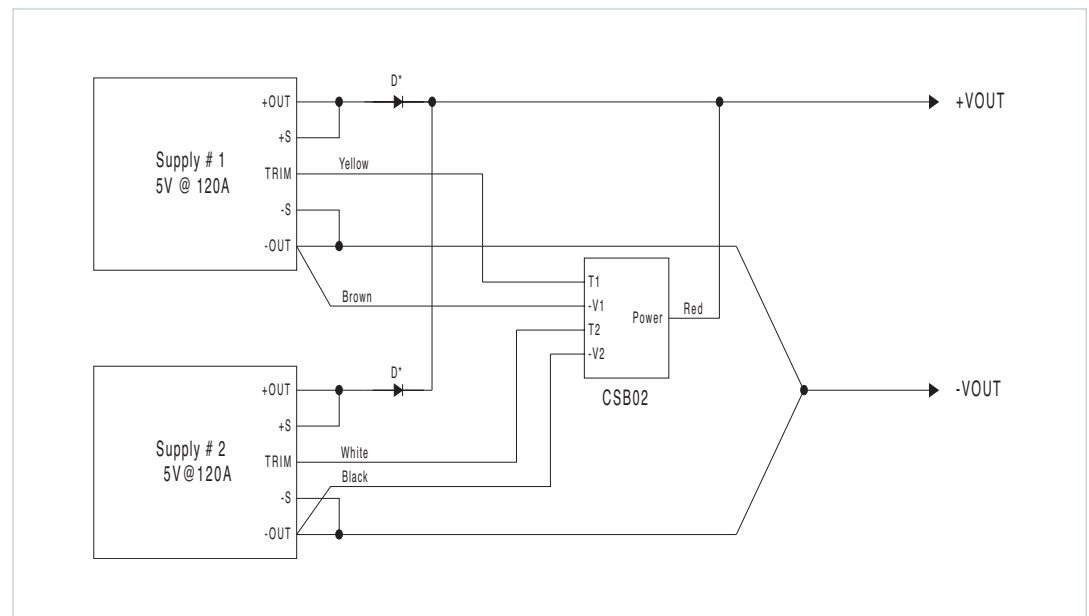 D*
+OUT
+VOUT
+S
Supply # 1
5V @ 120A
TRIM
Yellow
-S
-OUT
T1
Brown
-V1
Power
Red
T2
-V2
CSB02
D*
+OUT
-VOUT
+S
Supply # 2
5V@120A
White
TRIM
Black
-S
-OUT